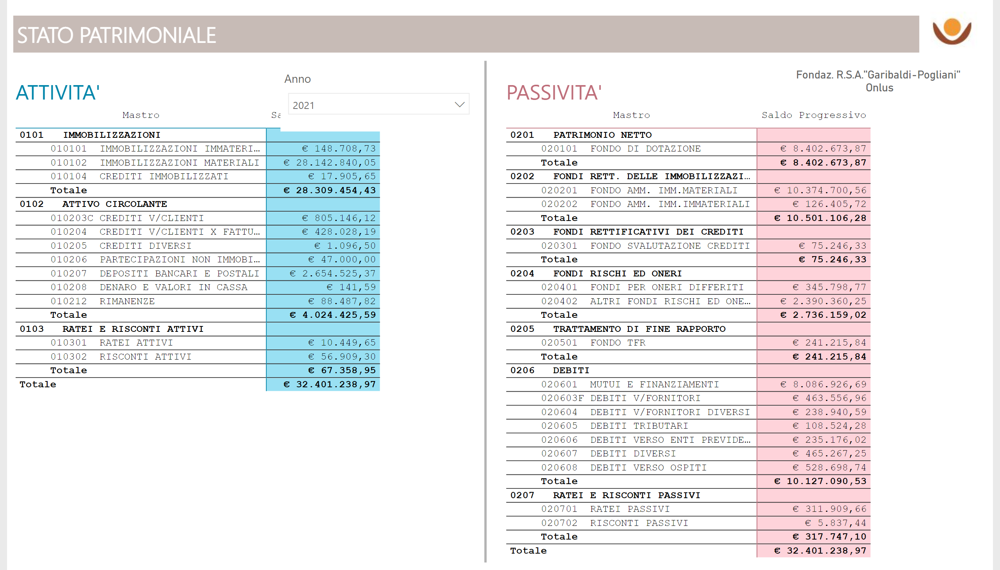 STATO PATRIMONIALE
Fondaz. R.S.A."Garibaldi-Pogliani"
Onlus
Anno
2021
ATTIVITA'
Mastro
0101 IMMOBILIZZAZIONI
010101 IMMOBILIZZAZIONI IMMATERI… € 148.708,73
010102 IMMOBILIZZAZIONI MATERIALI € 28.142.840,05
010104 CREDITI IMMOBILIZZATI € 17.905,65
Totale € 28.309.454,43
0102 ATTIVO CIRCOLANTE
010203C CREDITI V/CLIENTI € 805.146,12
010204 CREDITI V/CLIENTI X FATTU… € 428.028,19
010205 CREDITI DIVERSI € 1.096,50
010206 PARTECIPAZIONI NON IMMOBI… € 47.000,00
010207 DEPOSITI BANCARI E POSTALI € 2.654.525,37
010208 DENARO E VALORI IN CASSA € 141,59
010212 RIMANENZE € 88.487,82
Totale € 4.024.425,59
0103 RATEI E RISCONTI ATTIVI
010301 RATEI ATTIVI € 10.449,65
010302 RISCONTI ATTIVI € 56.909,30
Totale € 67.358,95
Totale € 32.401.238,97
PASSIVITA'
Mastro Saldo Progressivo
0201 PATRIMONIO NETTO
020101 FONDO DI DOTAZIONE € 8.402.673,87
Totale € 8.402.673,87
0202 FONDI RETT. DELLE IMMOBILIZZAZI…
020201 FONDO AMM. IMM.MATERIALI € 10.374.700,56
020202 FONDO AMM. IMM.IMMATERIALI € 126.405,72
Totale € 10.501.106,28
0203 FONDI RETTIFICATIVI DEI CREDITI
020301 FONDO SVALUTAZIONE CREDITI € 75.246,33
Totale € 75.246,33
0204 FONDI RISCHI ED ONERI
020401 FONDI PER ONERI DIFFERITI € 345.798,77
020402 ALTRI FONDI RISCHI ED ONE… € 2.390.360,25
Totale € 2.736.159,02
0205 TRATTAMENTO DI FINE RAPPORTO
020501 FONDO TFR € 241.215,84
Totale € 241.215,84
0206 DEBITI
020601 MUTUI E FINANZIAMENTI € 8.086.926,69
020603F DEBITI V/FORNITORI € 463.556,96
020604 DEBITI V/FORNITORI DIVERSI € 238.940,59
020605 DEBITI TRIBUTARI € 108.524,28
020606 DEBITI VERSO ENTI PREVIDE… € 235.176,02
020607 DEBITI DIVERSI € 465.267,25
020608 DEBITI VERSO OSPITI € 528.698,74
Totale € 10.127.090,53
0207 RATEI E RISCONTI PASSIVI
020701 RATEI PASSIVI € 311.909,66
020702 RISCONTI PASSIVI € 5.837,44
Totale € 317.747,10
Totale € 32.401.238,97